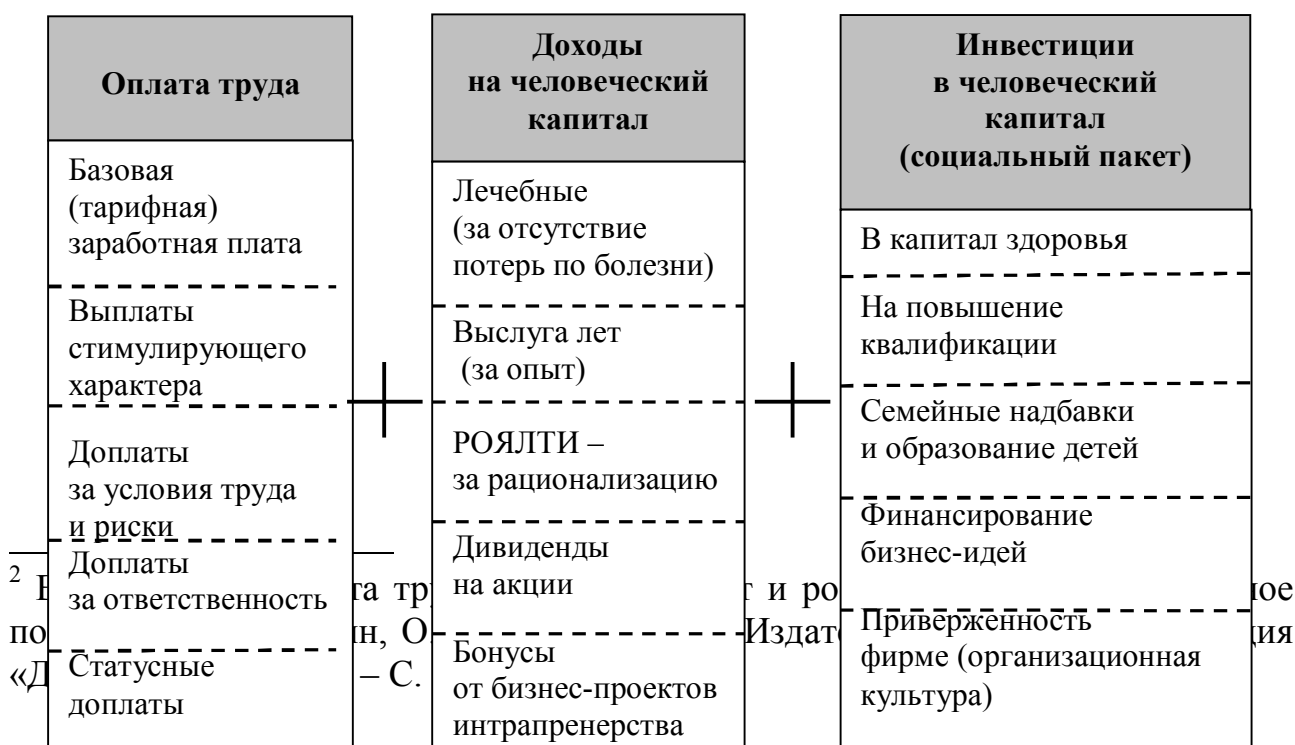 Оплата труда
Базовая
(тарифная)
заработная плата
Выплаты
стимулирующего
характера
Доплаты
за условия труда
и риски
Доплаты
за ответственность
Статусные
доплаты
Доходы
на человеческий
капитал
Лечебные
(за отсутствие
потерь по болезни)
Выслуга лет
(за опыт)
РОЯЛТИ –
за рационализацию
Дивиденды
на акции
Бонусы
от бизнес-проектов
интрапренерства
Инвестиции
в человеческий
капитал
(социальный пакет)
В капитал здоровья
На повышение
квалификации
Семейные надбавки
и образование детей
Финансирование
бизнес-идей
Приверженность
фирме (организационная
культура)
2 и
– С.